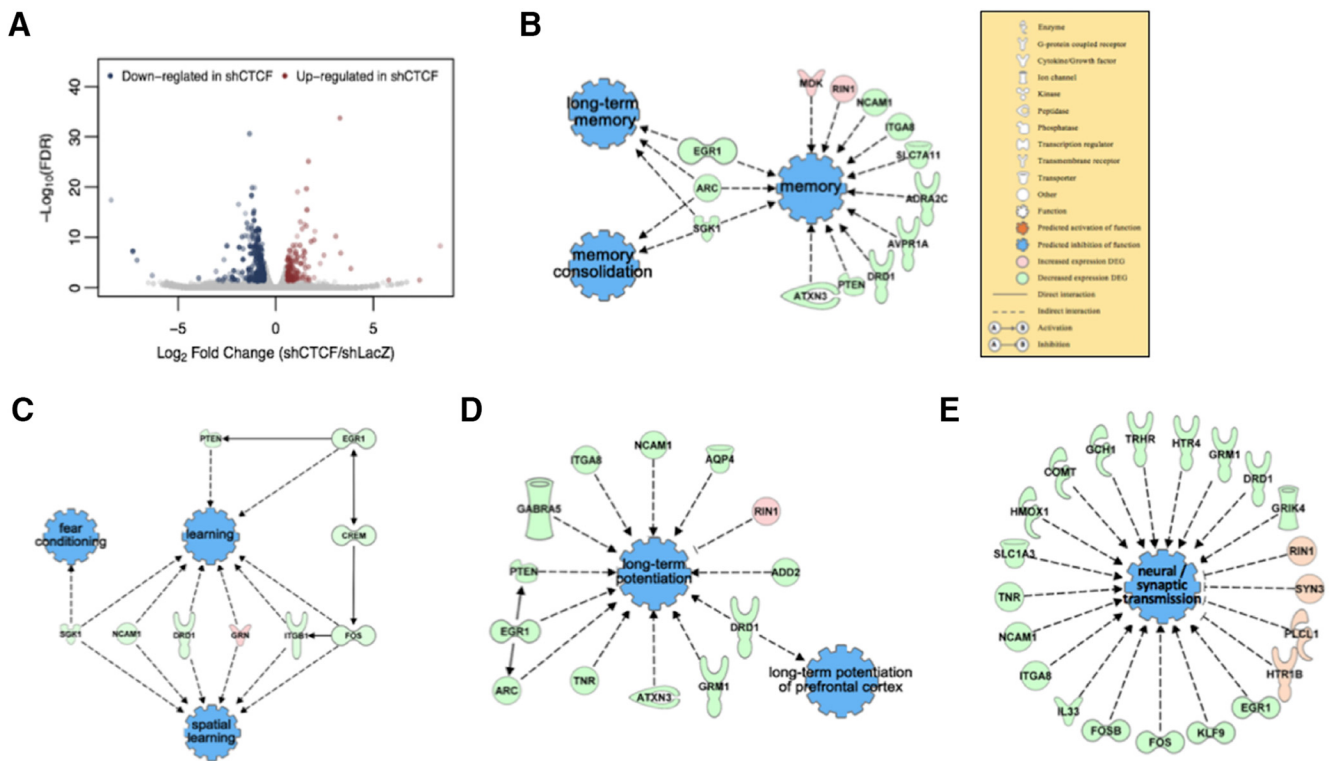 A
Down-reglated in shCTCF
Up-regulated in shCTCF
40
30
20
10
0
−Log10(FDR)
−5
0
5
Log2 Fold Change (shCTCF/shLacZ)
B
long-term
memory
memory
consolidation
EGR1
ARC
SGK1
memory
MDK
RIN1
NCAM1
ITGA8
SLC7A11
ADRA2C
AVPR1A
DRD1
PTEN
ATXN3
Enzyme
G-protein coupled receptor
Cytokine/Growth factor
Ion channel
Kinase
Peptidase
Phosphatase
Transcription regulator
Transmembrane receptor
Transporter
Other
Function
Predicted activation of function
Predicted inhibition of function
Increased expression DEG
Decreased expression DEG
Direct interaction
Indirect interaction
A B Activation
A B Inhibition
C
PTEN
EGR1
fear
conditioning
learning
CREM
SGK1
NCAM1
DRD1
GRN
ITGB1
FOS
spatial
learning
D
NCAM1
ITGA8
AQP4
GABRA5
RIN1
PTEN
long-term
potentiation
ADD2
EGR1
DRD1
ARC
TNR
ATXN3
GRM1
long-term potentiation
of prefrontal cortex
E
TRHR
HTR4
GCH1
GRM1
COMT
DRD1
HMOX1
GRIK4
SLC1A3
RIN1
neural /
synaptic
transmission
TNR
SYN3
NCAM1
PLCL1
ITGA8
HTR1B
IL33
EGR1
FOSB
FOS
KLF9